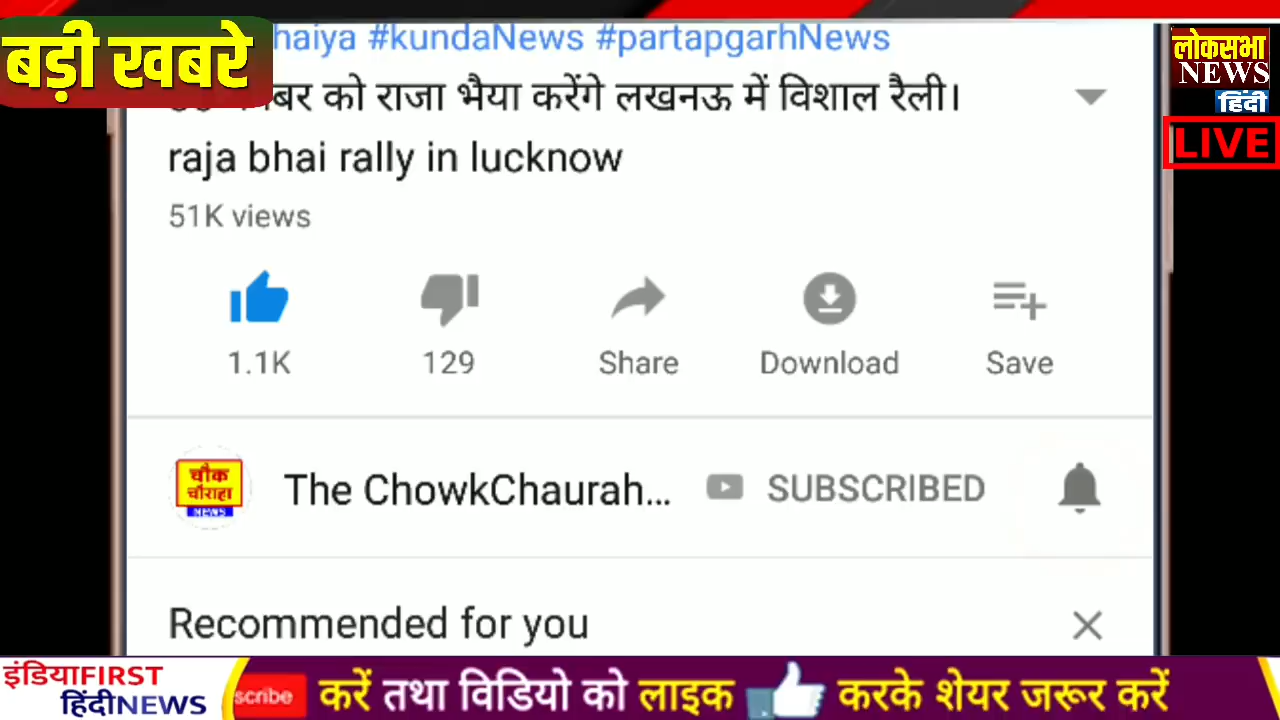 बड़ी खबरे
haiya #kundaNews #partapgarhNews
को राजा भैया करेंगे लखनऊ में विशाल रैली।
raja bhai rally in lucknow
51K views
1.1K
129
Share
Download
Save
चौक
चौराहा
NEWS
The ChowkChaurah...
SUBSCRIBED
Recommended for you
लोकसभा
NEWS
हिंदी
LIVE
इंडियाFIRST
हिंदीNEWS
scribe करें तथा विडियो को लाइक करके शेयर जरूर करें